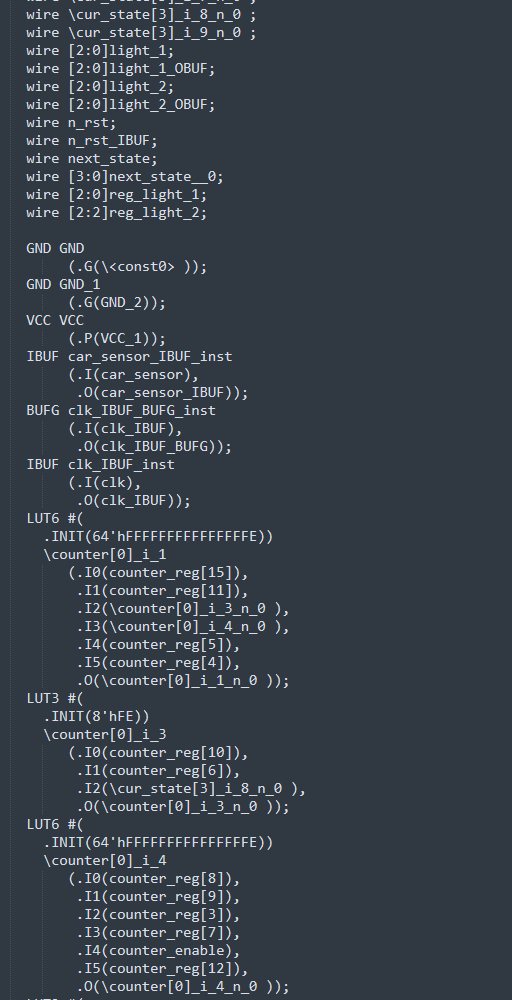 wire \cur_state[3]_i_8_n_0 ;
wire \cur_state[3]_i_9_n_0 ;
wire [2:0]light_1;
wire [2:0]light_1_OBUF;
wire [2:0]light_2;
wire [2:0]light_2_OBUF;
wire n_rst;
wire n_rst_IBUF;
wire next_state;
wire [3:0]next_state__0;
wire [2:0]reg_light_1;
wire [2:2]reg_light_2;

GND GND
     (.G(\<const0> ));
GND GND_1
     (.G(GND_2));
VCC VCC
     (.P(VCC_1));
IBUF car_sensor_IBUF_inst
     (.I(car_sensor),
      .O(car_sensor_IBUF));
BUFG clk_IBUF_BUFG_inst
     (.I(clk_IBUF),
      .O(clk_IBUF_BUFG));
IBUF clk_IBUF_inst
     (.I(clk),
      .O(clk_IBUF));
LUT6 #(
  .INIT(64'hFFFFFFFFFFFFFFFE))
  \counter[0]_i_1
     (.I0(counter_reg[15]),
      .I1(counter_reg[11]),
      .I2(\counter[0]_i_3_n_0 ),
      .I3(\counter[0]_i_4_n_0 ),
      .I4(counter_reg[5]),
      .I5(counter_reg[4]),
      .O(\counter[0]_i_1_n_0 ));
LUT3 #(
  .INIT(8'hFE))
  \counter[0]_i_3
     (.I0(counter_reg[10]),
      .I1(counter_reg[6]),
      .I2(\cur_state[3]_i_8_n_0 ),
      .O(\counter[0]_i_3_n_0 ));
LUT6 #(
  .INIT(64'hFFFFFFFFFFFFFFFE))
  \counter[0]_i_4
     (.I0(counter_reg[8]),
      .I1(counter_reg[9]),
      .I2(counter_reg[3]),
      .I3(counter_reg[7]),
      .I4(counter_enable),
      .I5(counter_reg[12]),
      .O(\counter[0]_i_4_n_0 ));